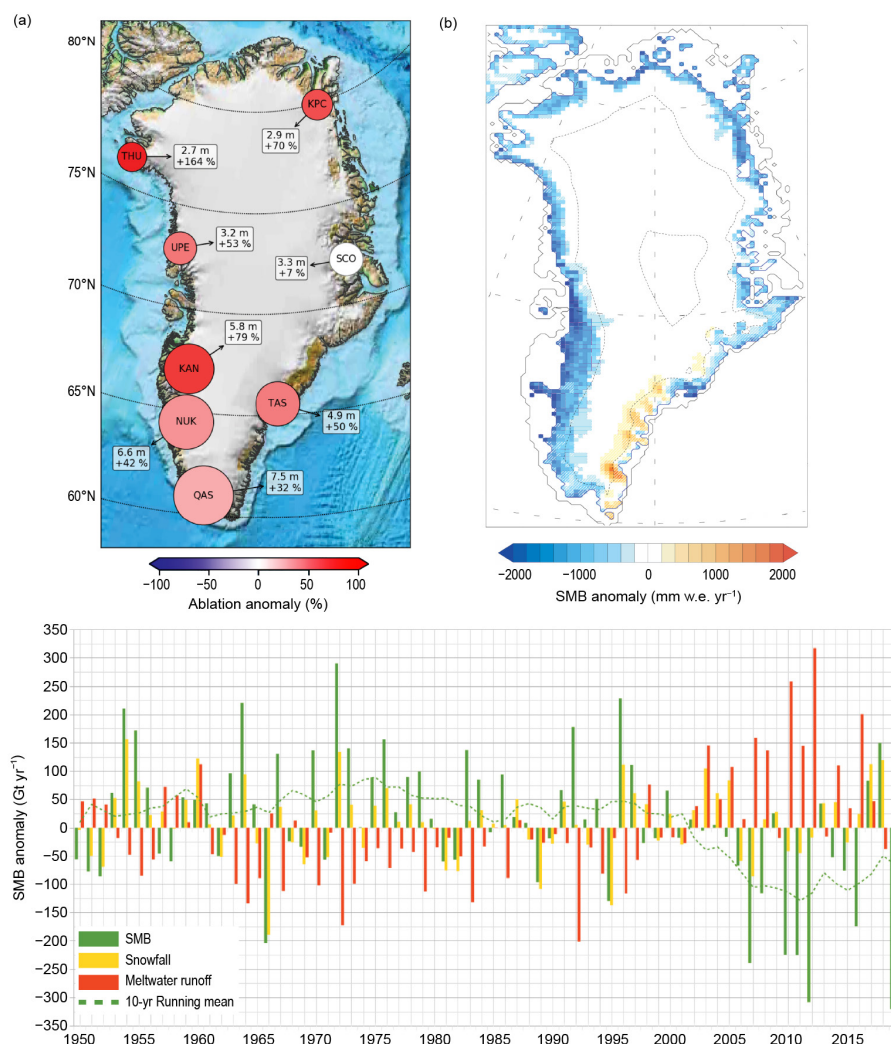 (a)
80°N
75°N
70°N
65°N
60°N
KPC
2.9 m
+70 %
THU
2.7 m
+164 %
UPE
3.2 m
+53 %
SCO
3.3 m
+7 %
KAN
5.8 m
+79 %
TAS
4.9 m
+50 %
NUK
6.6 m
+42 %
QAS
7.5 m
+32 %
−100 −50 0 50 100
Ablation anomaly (%)
(b)
−2000 −1000 0 1000 2000
SMB anomaly (mm w.e. yr⁻¹)
SMB anomaly (Gt yr⁻¹)
350
300
250
200
150
100
50
0
−50
−100
−150
−200
−250
−300
−350
SMB
Snowfall
Meltwater runoff
10-yr Running mean
1950 1955 1960 1965 1970 1975 1980 1985 1990 1995 2000 2005 2010 2015